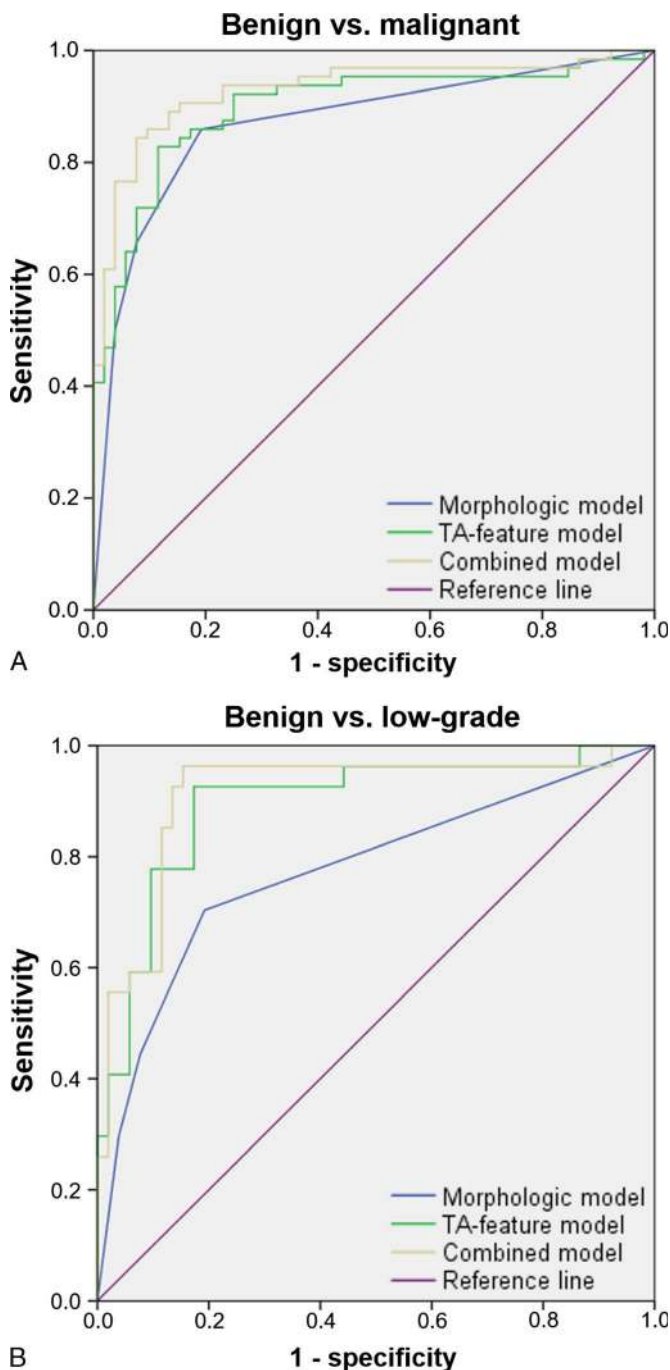 Benign vs. malignant
1.0
0.8
0.6
0.4
0.2
0.0
Sensitivity
Morphologic model
TA-feature model
Combined model
Reference line
0.0 0.2 0.4 0.6 0.8 1.0
1 - specificity
A
Benign vs. low-grade
1.0
0.8
0.6
0.4
0.2
0.0
Sensitivity
Morphologic model
TA-feature model
Combined model
Reference line
0.0 0.2 0.4 0.6 0.8 1.0
1 - specificity
B